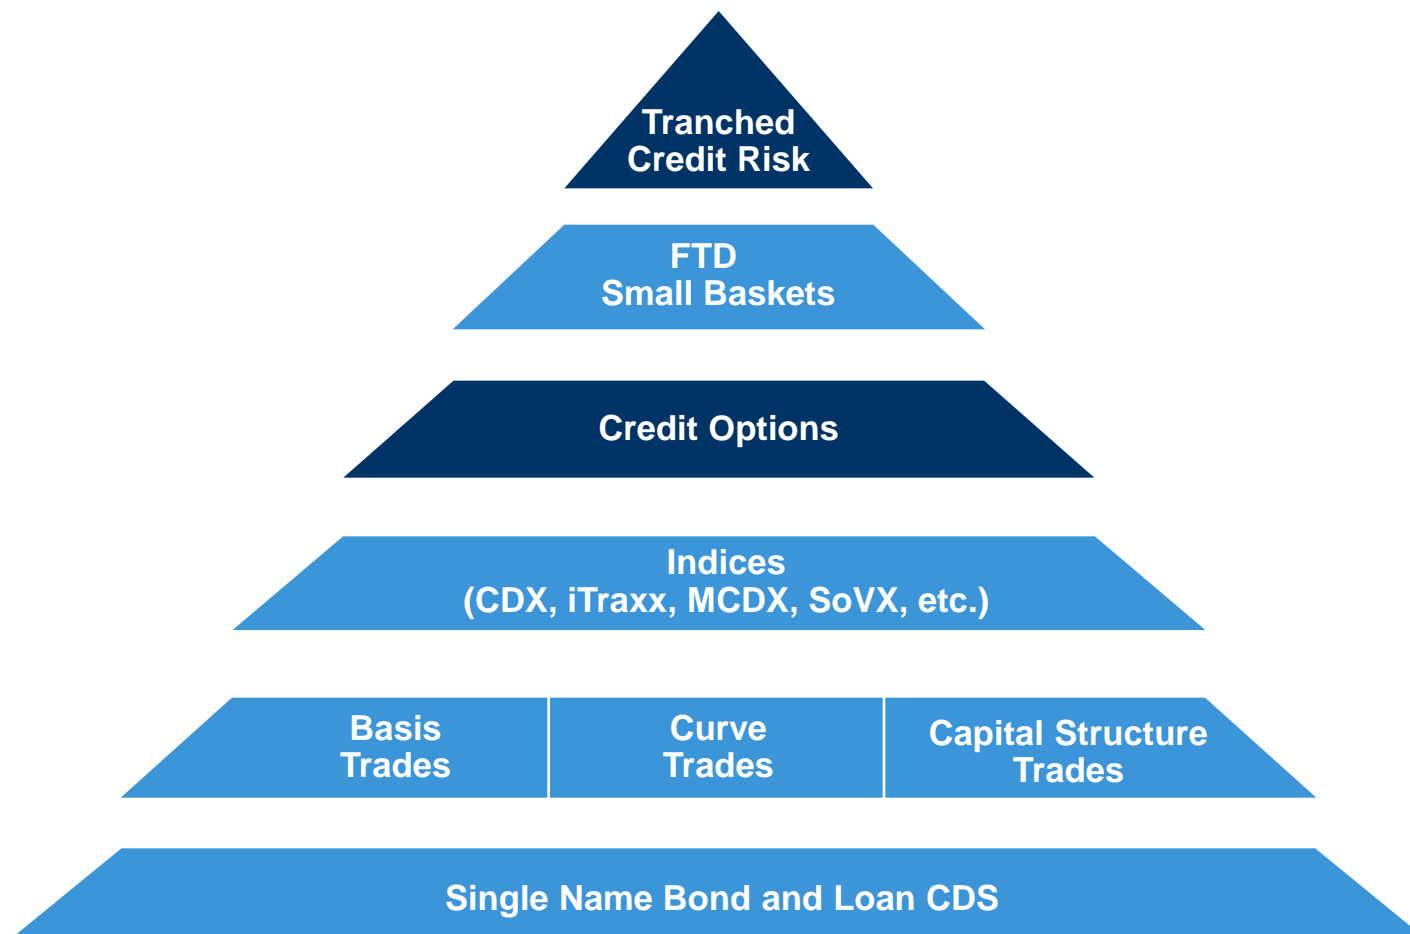 Tranched
Credit Risk
FTD
Small Baskets
Credit Options
Indices
(CDX, iTraxx, MCDX, SoVX, etc.)
Basis
Trades
Curve
Trades
Capital Structure
Trades
Single Name Bond and Loan CDS